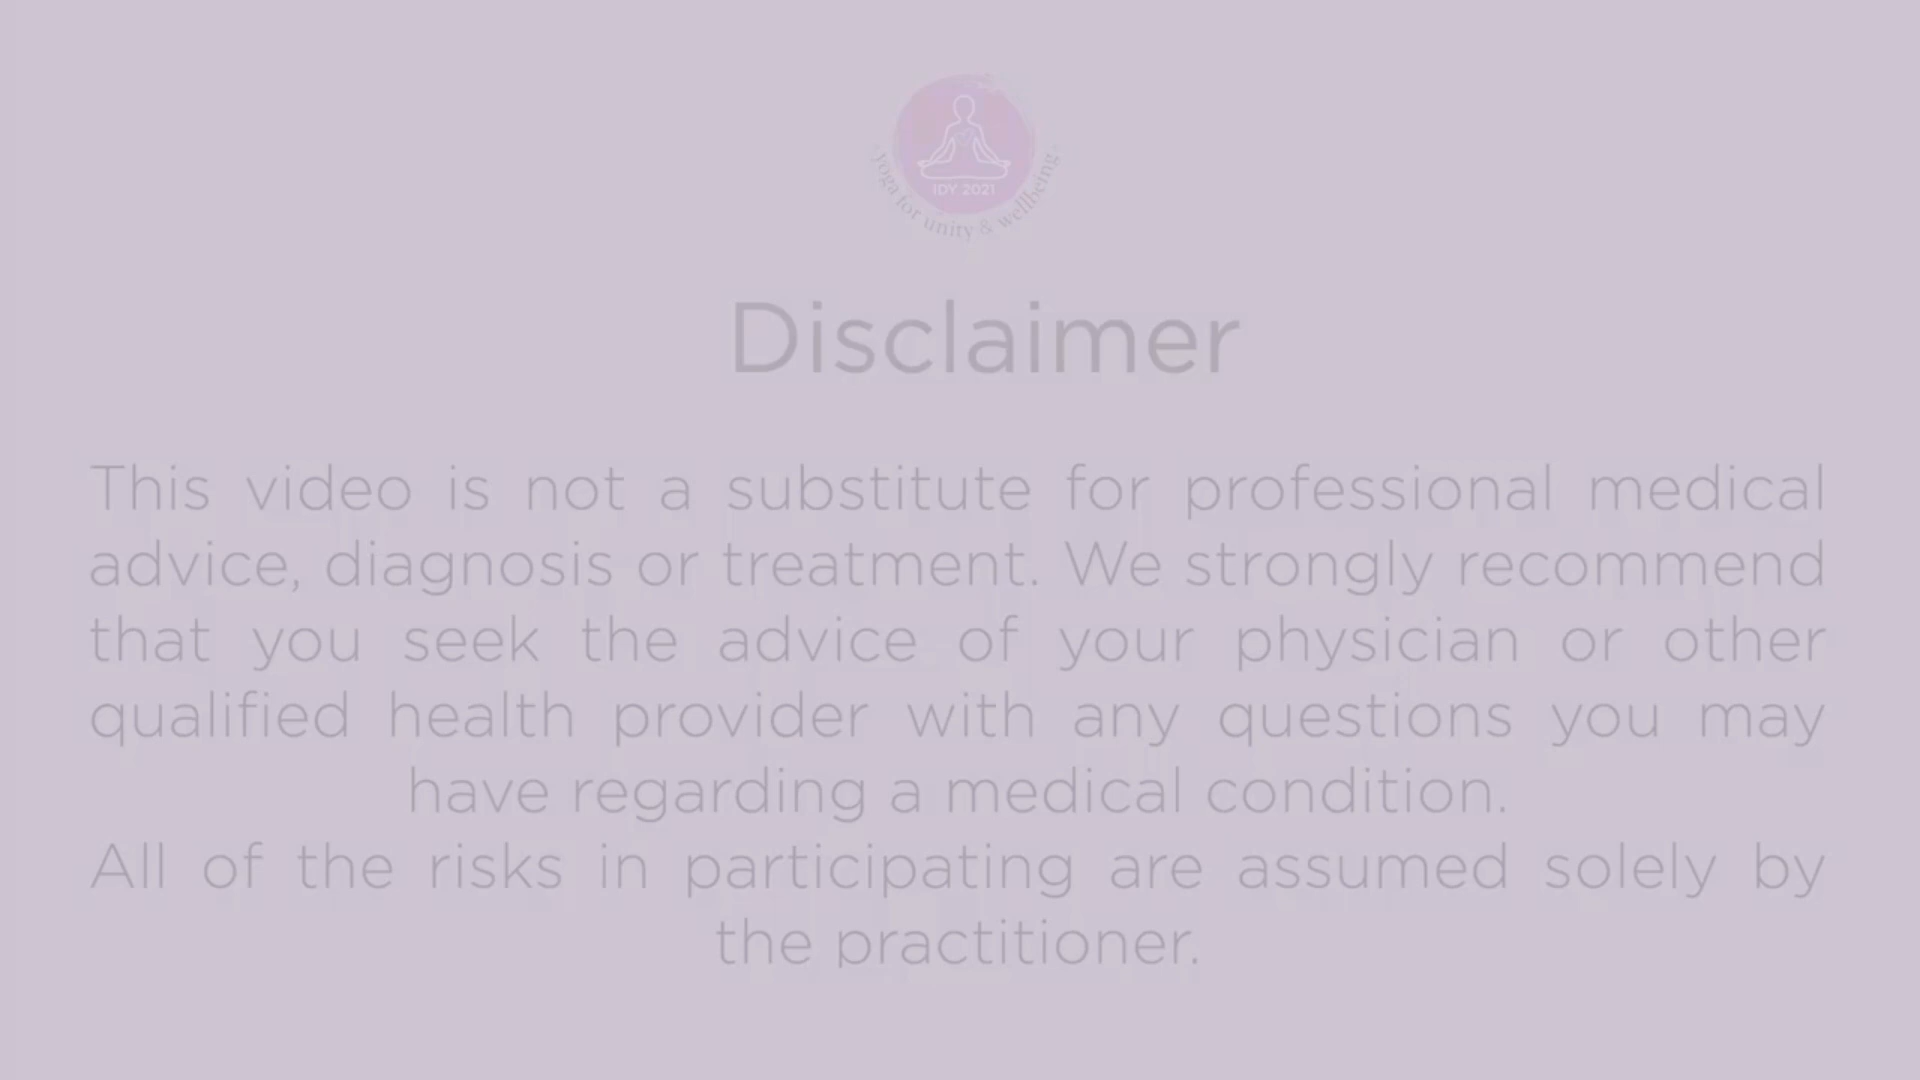 IDY 2021
yoga for unity & wellbeing
Disclaimer
This video is not a substitute for professional medical
advice, diagnosis or treatment. We strongly recommend
that you seek the advice of your physician or other
qualified health provider with any questions you may
have regarding a medical condition.
All of the risks in participating are assumed solely by
the practitioner.